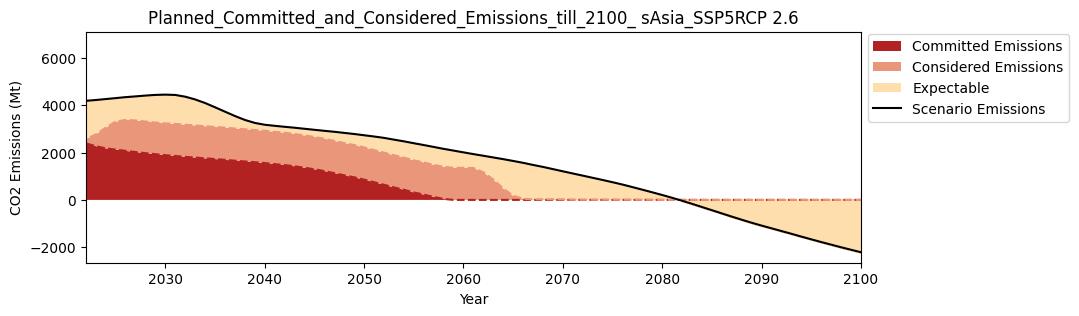 Planned_Committed_and_Considered_Emissions_till_2100_ sAsia_SSP5RCP 2.6
Committed Emissions
Considered Emissions
Expectable
Scenario Emissions
CO2 Emissions (Mt)
6000
4000
2000
0
−2000
2030 2040 2050 2060 2070 2080 2090 2100
Year